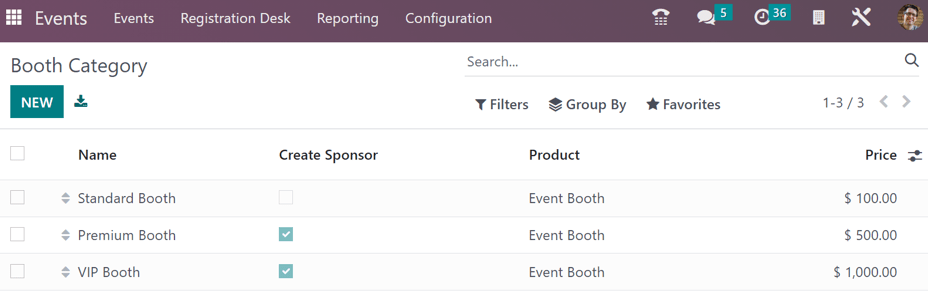 Events Events Registration Desk Reporting Configuration 5 36
Booth Category Search...
NEW Filters Group By Favorites 1-3 / 3
Name Create Sponsor Product Price
Standard Booth Event Booth $ 100.00
Premium Booth Event Booth $ 500.00
VIP Booth Event Booth $ 1,000.00